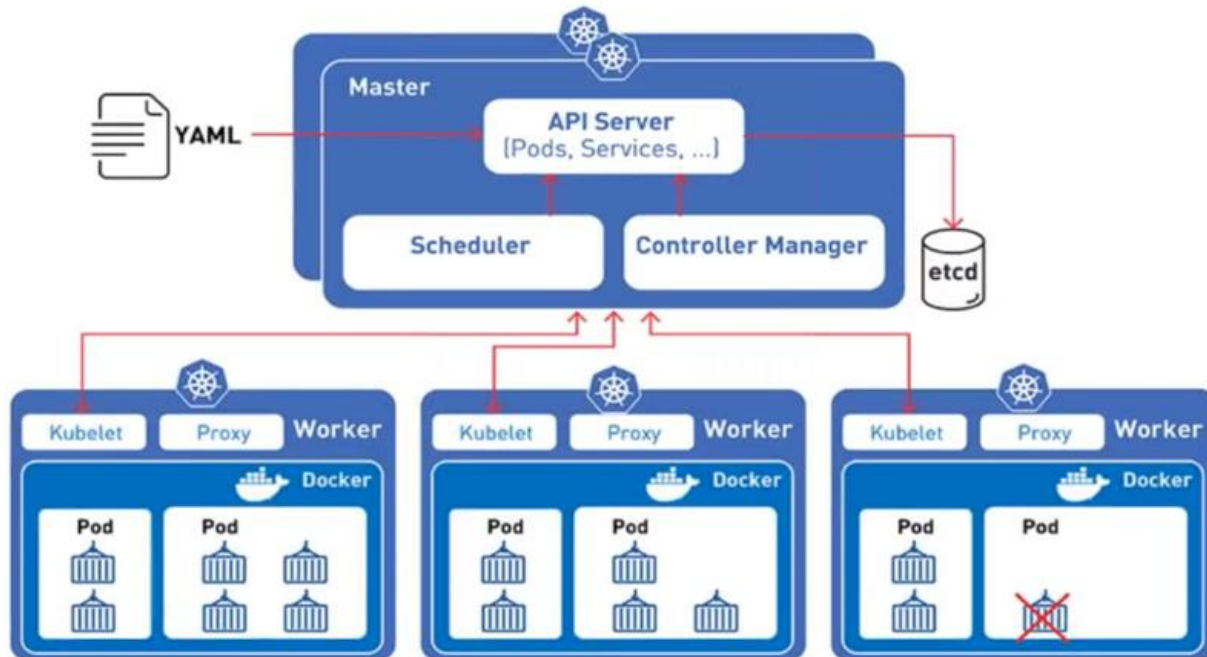 Master
YAML
API Server
(Pods, Services, ...)
Scheduler
Controller Manager
etcd
Kubelet
Proxy
Worker
Docker
Pod
Pod
Kubelet
Proxy
Worker
Docker
Pod
Pod
Kubelet
Proxy
Worker
Docker
Pod
Pod